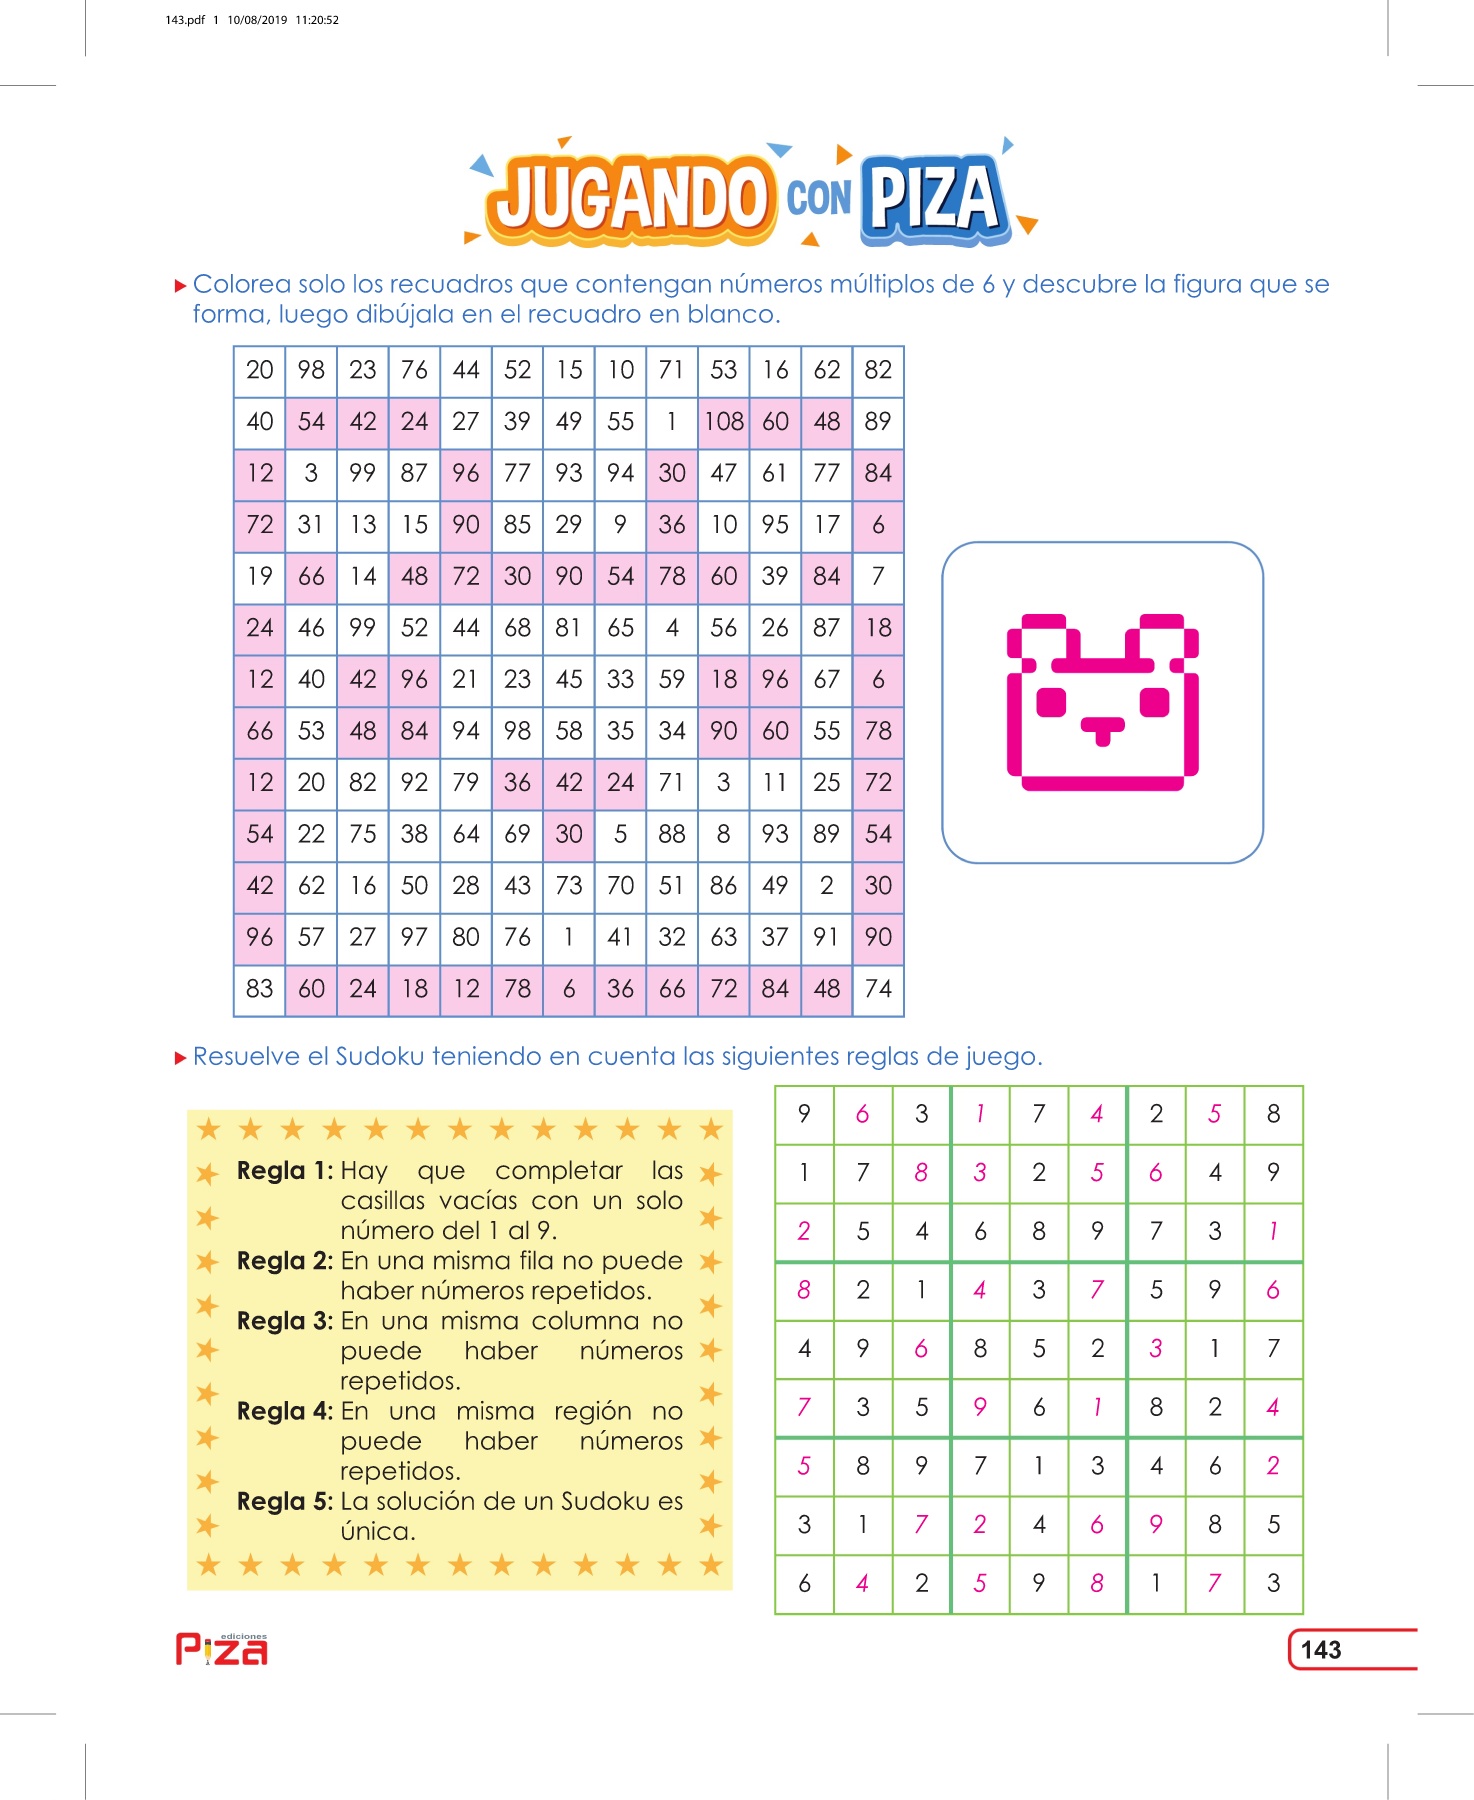 143.pdf 1 10/08/2019 11:20:52
JUGANDO CON PIZA
Colorea solo los recuadros que contengan números múltiplos de 6 y descubre la figura que se
forma, luego dibújala en el recuadro en blanco.
20 98 23 76 44 52 15 10 71 53 16 62 82
40 54 42 24 27 39 49 55 1 108 60 48 89
12 3 99 87 96 77 93 94 30 47 61 77 84
72 31 13 15 90 85 29 9 36 10 95 17 6
19 66 14 48 72 30 90 54 78 60 39 84 7
24 46 99 52 44 68 81 65 4 56 26 87 18
12 40 42 96 21 23 45 33 59 18 96 67 6
66 53 48 84 94 98 58 35 34 90 60 55 78
12 20 82 92 79 36 42 24 71 3 11 25 72
54 22 75 38 64 69 30 5 88 8 93 89 54
42 62 16 50 28 43 73 70 51 86 49 2 30
96 57 27 97 80 76 1 41 32 63 37 91 90
83 60 24 18 12 78 6 36 66 72 84 48 74
Resuelve el Sudoku teniendo en cuenta las siguientes reglas de juego.
Regla 1: Hay que completar las
casillas vacías con un solo
número del 1 al 9.
Regla 2: En una misma fila no puede
haber números repetidos.
Regla 3: En una misma columna no
puede haber números
repetidos.
Regla 4: En una misma región no
puede haber números
repetidos.
Regla 5: La solución de un Sudoku es
única.
9 6 3 1 7 4 2 5 8
1 7 8 3 2 5 6 4 9
2 5 4 6 8 9 7 3 1
8 2 1 4 3 7 5 9 6
4 9 6 8 5 2 3 1 7
7 3 5 9 6 1 8 2 4
5 8 9 7 1 3 4 6 2
3 1 7 2 4 6 9 8 5
6 4 2 5 9 8 1 7 3
ediciones
Piza
143